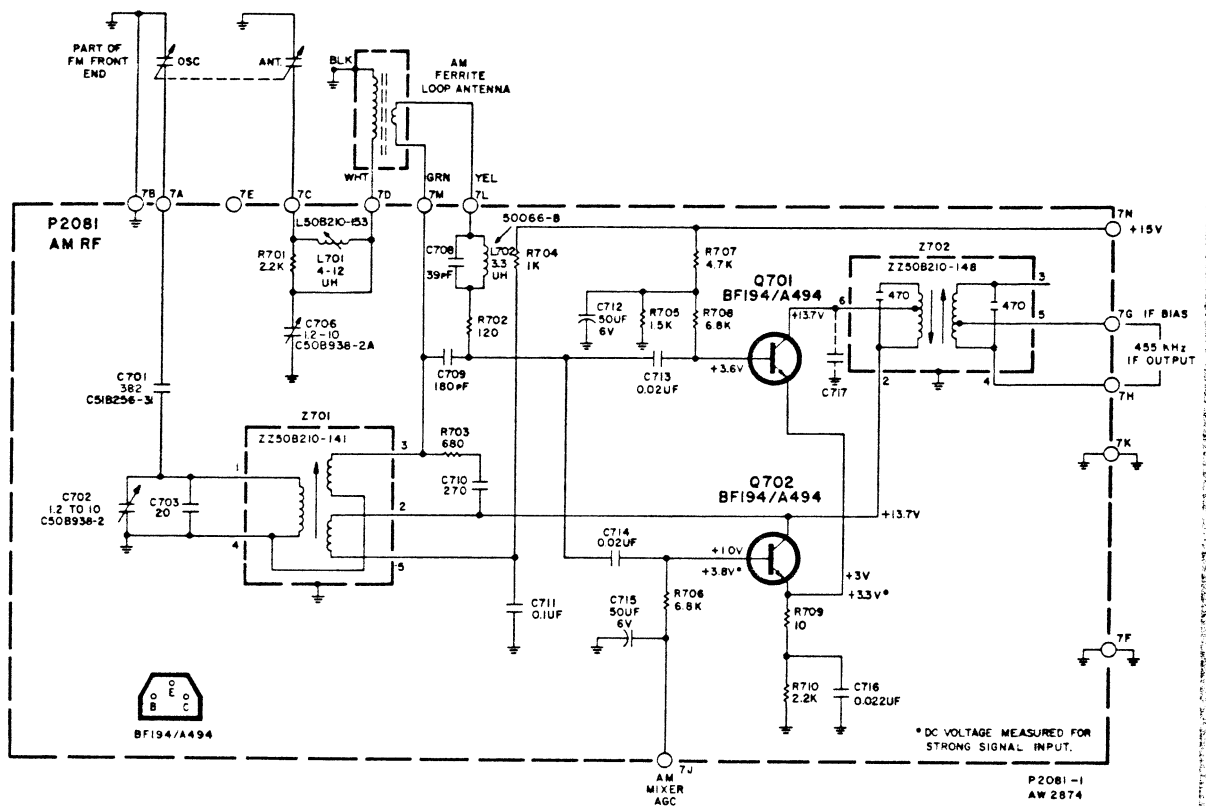 PART OF
FM FRONT
END
OSC
ANT.
BLK
AM
FERRITE
LOOP ANTENNA
WHT
GRN
YEL
7B
7A
7E
7C
7D
7M
7L
7N
+15V
P2081
AM RF
L50B210-153
R701
2.2K
L701
4-12
UH
C706
1.2-10
C50B938-2A
C708
39PF
L702
3.3
UH
50066-8
R704
1K
R702
120
C709
180PF
C712
50UF
6V
R705
1.5K
R707
4.7K
R708
6.8K
C713
0.02UF
Q701
BF194/A494
+13.7V
+3.6V
C717
Z702
ZZ50B210-148
470
470
6
2
3
5
4
7G IF BIAS
455 KHz
IF OUTPUT
7H
7K
7F
C701
382
Z701
ZZ50B210-141
1
4
3
2
5
C702
1.2 TO 10
C50B938-2
C703
20
R703
680
C710
270
C711
0.1UF
C714
0.02UF
Q702
BF194/A494
+13.7V
+1.0V
+3.8V*
+3V
+3.3V*
C715
50UF
6V
R706
6.8K
R709
10
R710
2.2K
C716
0.022UF
E
B
C
BF194/A494
7J
AM
MIXER
AGC
* DC VOLTAGE MEASURED FOR
STRONG SIGNAL INPUT.
P2081-1
AW 2874